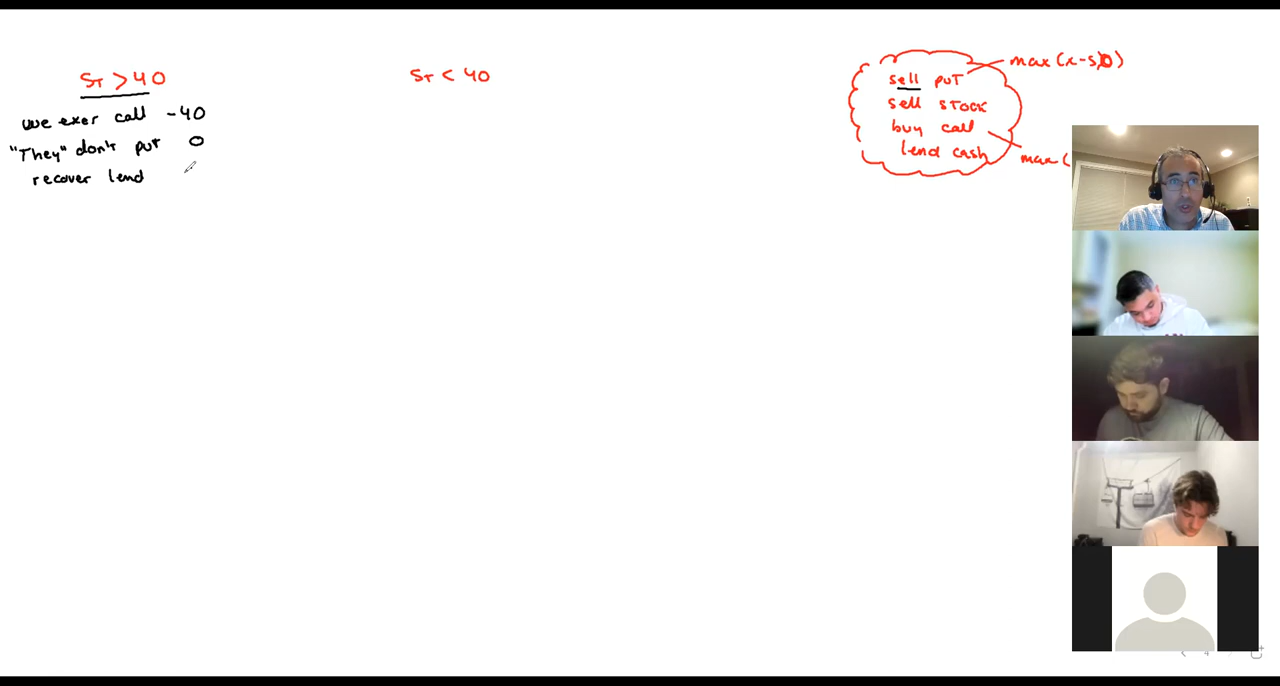 ST > 40
we exer call -40
"They" don't put 0
recover lend
ST < 40
sell put
max(x-s,0)
sell stock
buy call
max(
lend cash
4